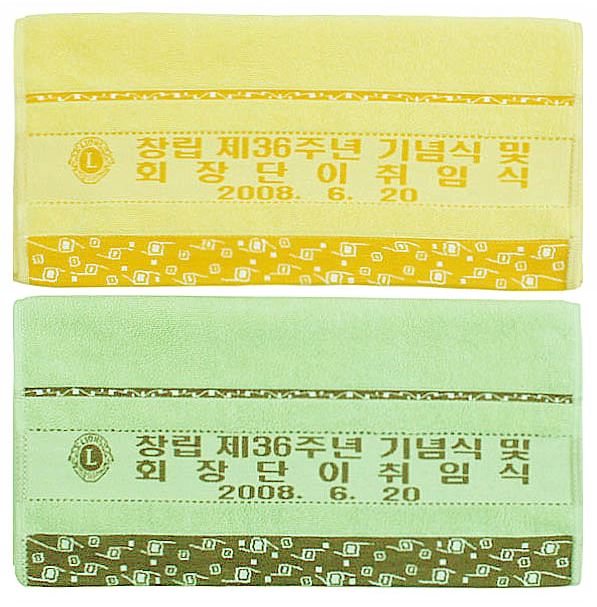 창립 제36주년 기념식 및
회 장 단 이 취 임 식
2008. 6. 20
L
창립 제36주년 기념식 및
회 장 단 이 취 임 식
2008. 6. 20
LIONS
L